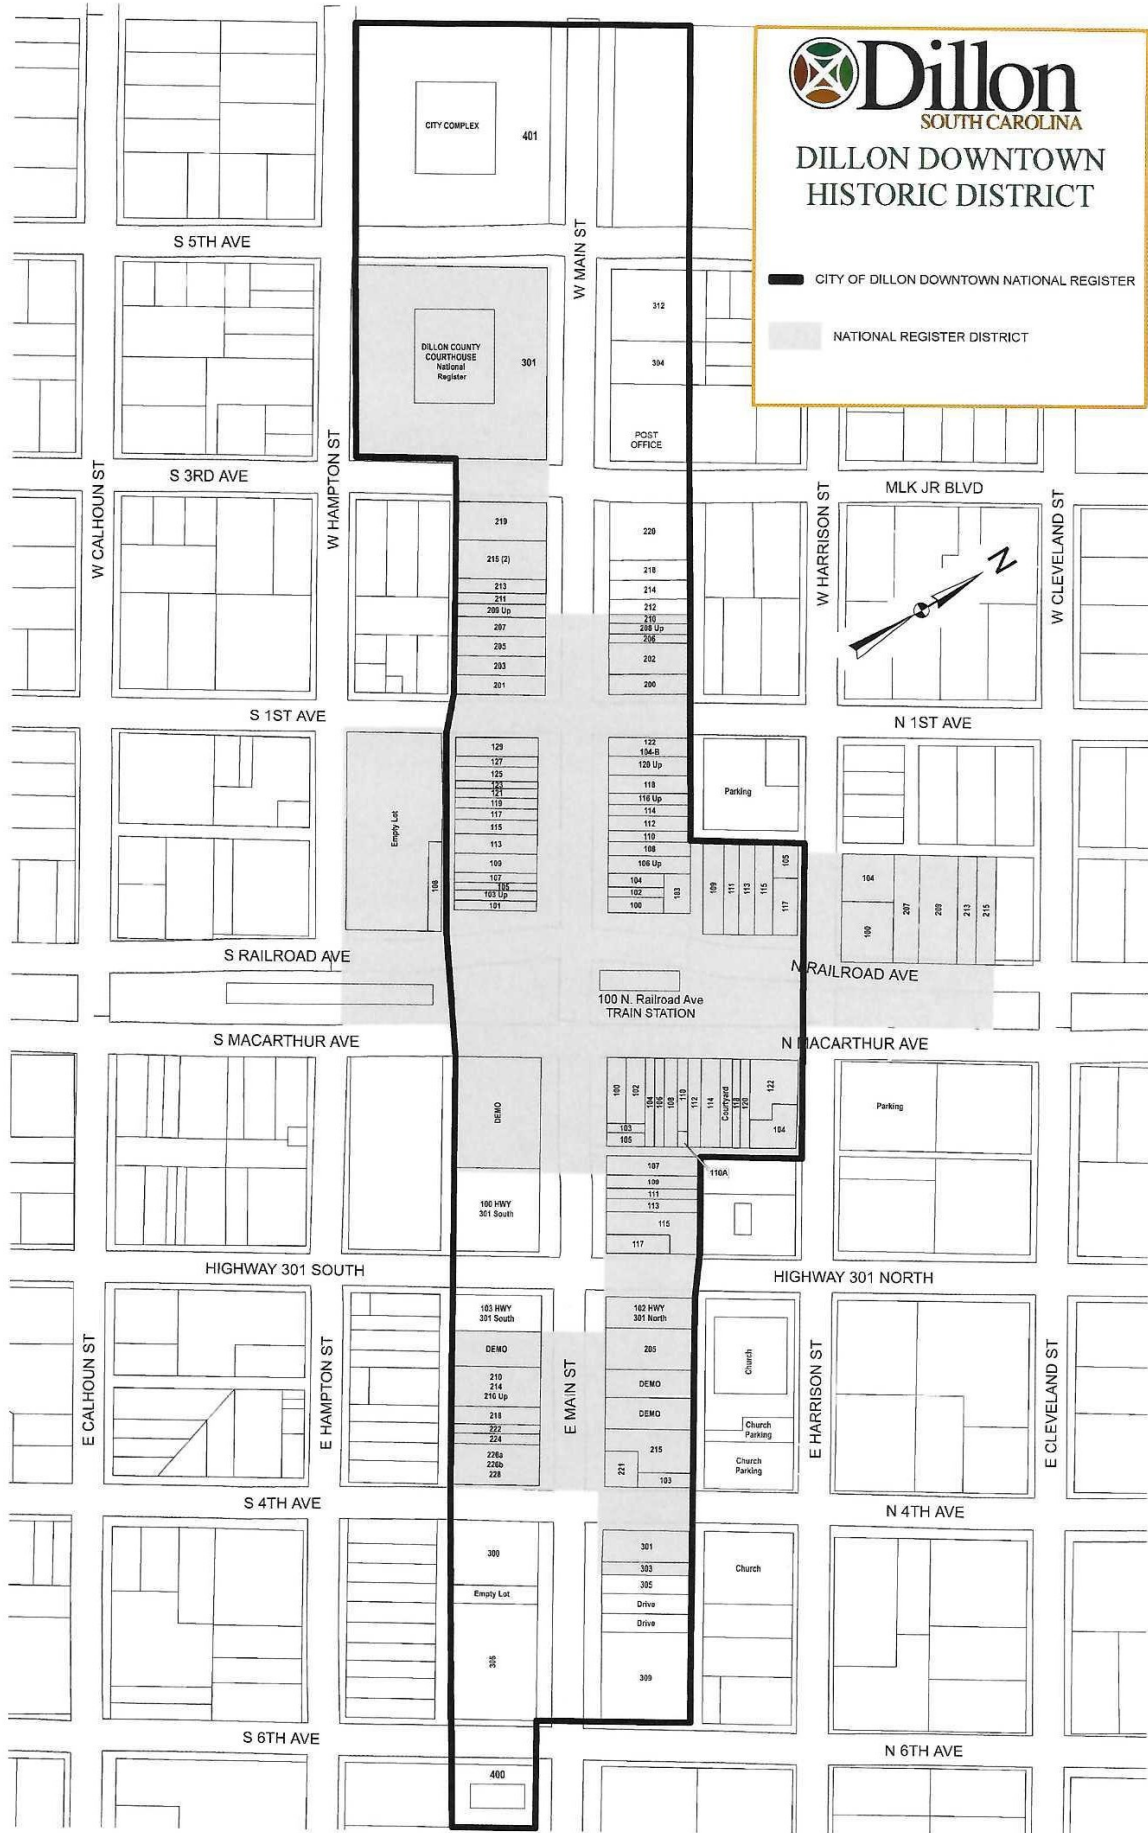 Dillon
SOUTH CAROLINA
DILLON DOWNTOWN
HISTORIC DISTRICT
CITY OF DILLON DOWNTOWN NATIONAL REGISTER
NATIONAL REGISTER DISTRICT
CITY COMPLEX
401
S 5TH AVE
W MAIN ST
312
304
POST
OFFICE
DILLON COUNTY
COURTHOUSE
National
Register
301
W CALHOUN ST
S 3RD AVE
W HAMPTON ST
MLK JR BLVD
W HARRISON ST
W CLEVELAND ST
N
219
215 (2)
213
211
209 Up
207
205
203
201
220
218
214
212
210
208 Up
206
202
200
S 1ST AVE
N 1ST AVE
Empty Lot
108
129
127
125
123
121
119
117
115
113
109
107
105
103 Up
101
122
104-B
120 Up
118
116 Up
114
112
110
108
106 Up
104
102
100
103
Parking
109
111
113
115
105
117
104
100
207
209
213
215
S RAILROAD AVE
N RAILROAD AVE
100 N. Railroad Ave
TRAIN STATION
S MACARTHUR AVE
N MACARTHUR AVE
DEMO
100 HWY
301 South
100
102
103
105
104
106
108
110
112
114
Courtyard
118
120
122
104
110A
107
109
111
113
115
117
Parking
HIGHWAY 301 SOUTH
HIGHWAY 301 NORTH
E CALHOUN ST
E HAMPTON ST
E MAIN ST
E HARRISON ST
E CLEVELAND ST
103 HWY
301 South
DEMO
210
214
216 Up
218
222
224
226a
226b
228
102 HWY
301 North
205
DEMO
DEMO
215
221
103
Church
Church
Parking
Church
Parking
S 4TH AVE
N 4TH AVE
300
Empty Lot
306
301
303
305
Drive
Drive
309
Church
S 6TH AVE
N 6TH AVE
400